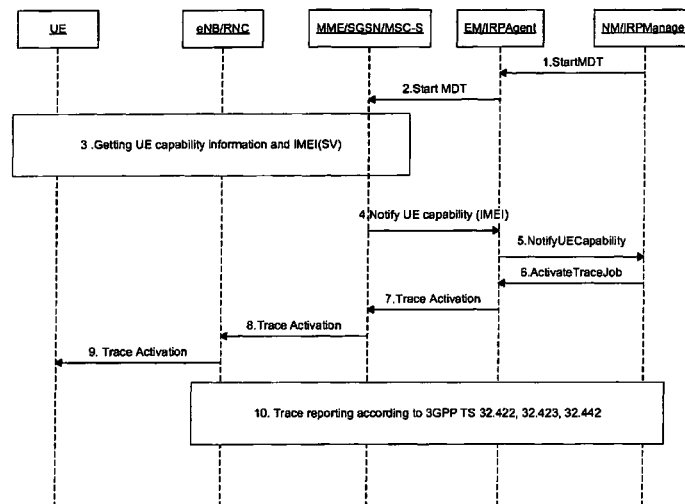 UE
eNB/RNC
MME/SGSN/MSC-S
EM/IRPAgent
NM/IRPManage
1.StartMDT
2.Start MDT
3 .Getting UE capability Information and IMEI(SV)
4.Notify UE capability (IMEI)
5.NotifyUECapability
6.ActivateTraceJob
7.Trace Activation
8.Trace Activation
9. Trace Activation
10. Trace reporting according to 3GPP TS 32.422, 32.423, 32.442